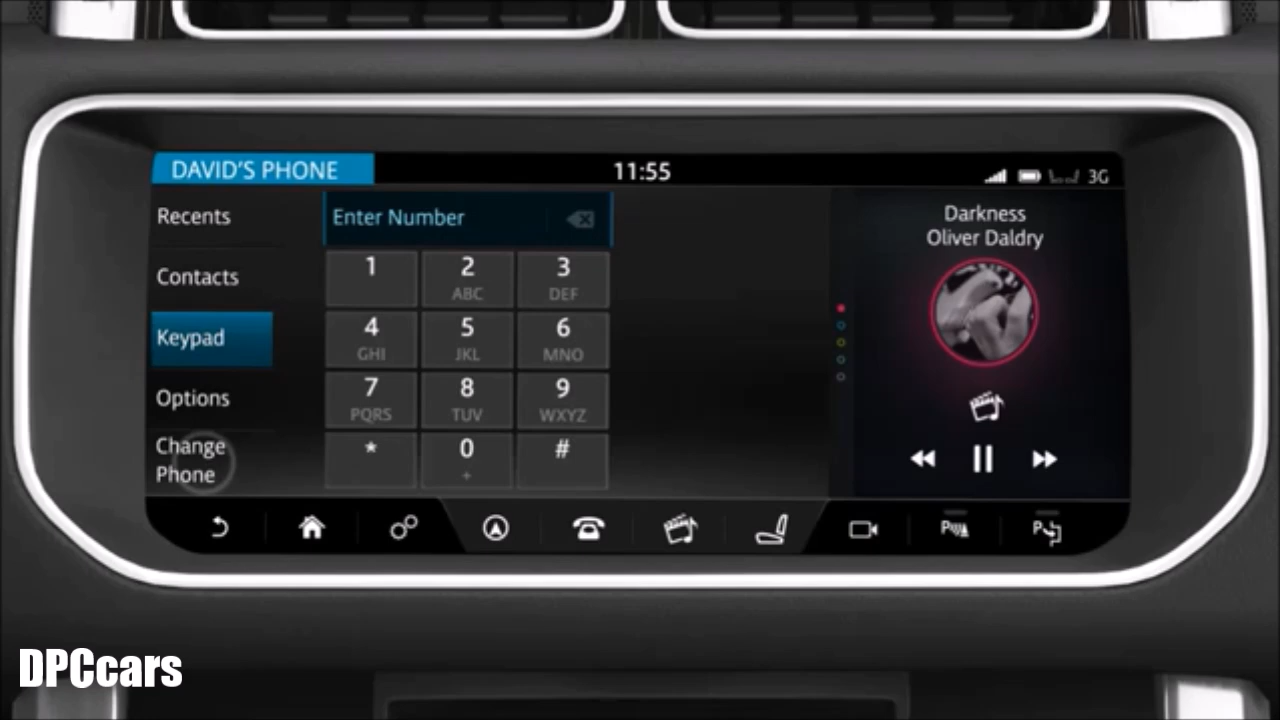 DAVID'S PHONE
11:55
3G
Recents
Contacts
Keypad
Options
Change
Phone
Enter Number
1
2
ABC
3
DEF
4
GHI
5
JKL
6
MNO
7
PQRS
8
TUV
9
WXYZ
*
0
+
#
Darkness
Oliver Daldry
P
P
DPCcars